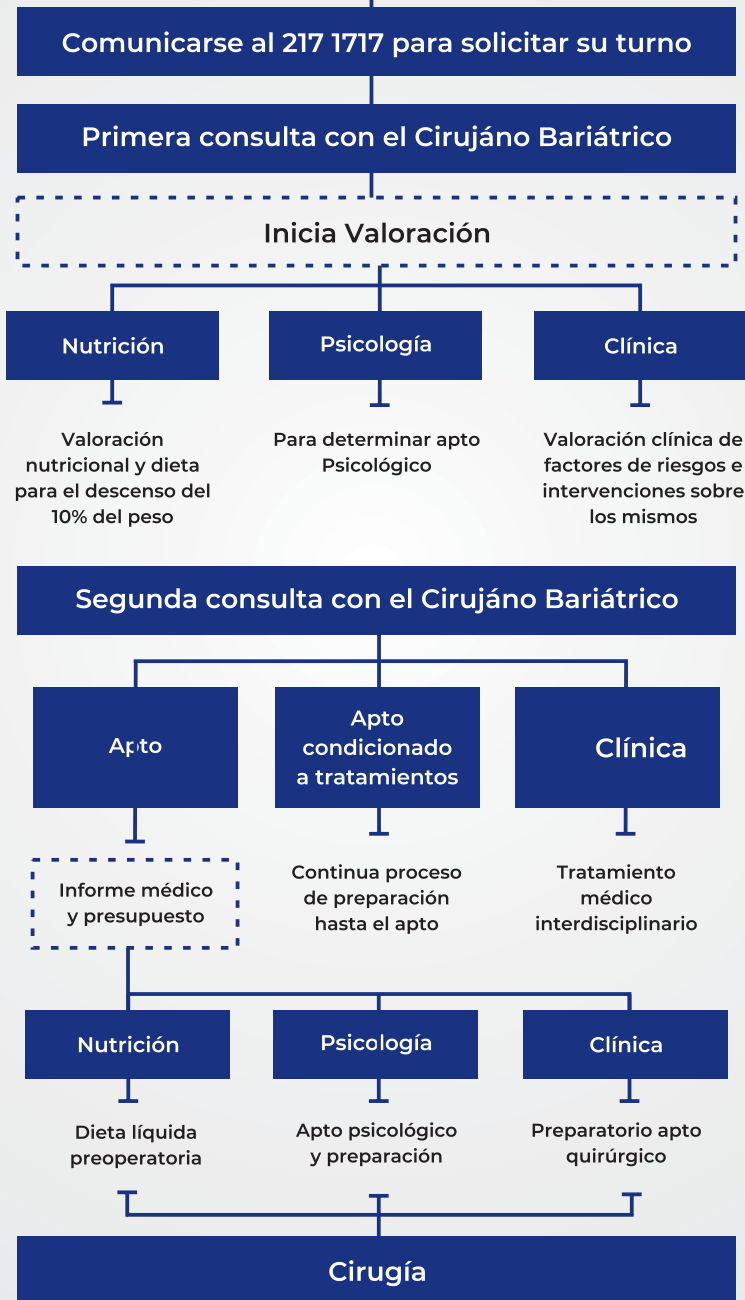 Comunicarse al 217 1717 para solicitar su turno
Primera consulta con el Cirujáno Bariátrico
Inicia Valoración
Nutrición
Psicología
Clínica
Valoración
nutricional y dieta
para el descenso del
10% del peso
Para determinar apto
Psicológico
Valoración clínica de
factores de riesgos e
intervenciones sobre
los mismos
Segunda consulta con el Cirujáno Bariátrico
Apto
Apto
condicionado
a tratamientos
Clínica
Informe médico
y presupuesto
Continua proceso
de preparación
hasta el apto
Tratamiento
médico
interdisciplinario
Nutrición
Psicología
Clínica
Dieta líquida
preoperatoria
Apto psicológico
y preparación
Preparatorio apto
quirúrgico
Cirugía